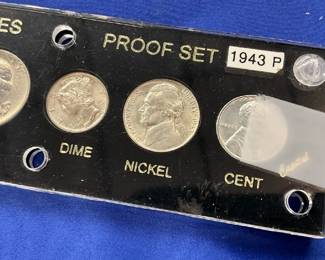 ES
PROOF SET
1943 P
DIME
NICKEL
CENT